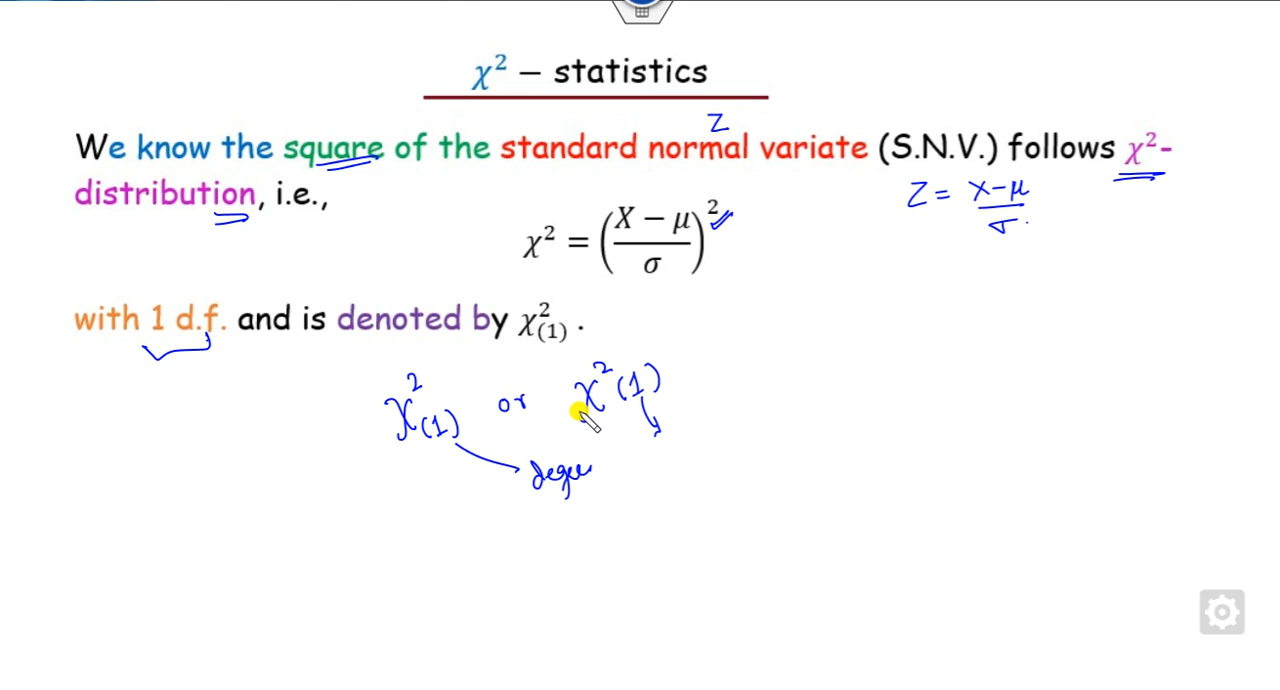 χ² – statistics
Z
We know the square of the standard normal variate (S.N.V.) follows χ²-
distribution, i.e.,
Z = X-μ/σ
χ² = ((X − μ)/σ)²
with 1 d.f. and is denoted by χ²₍₁₎ .
χ²₍₁₎ or χ²(1)